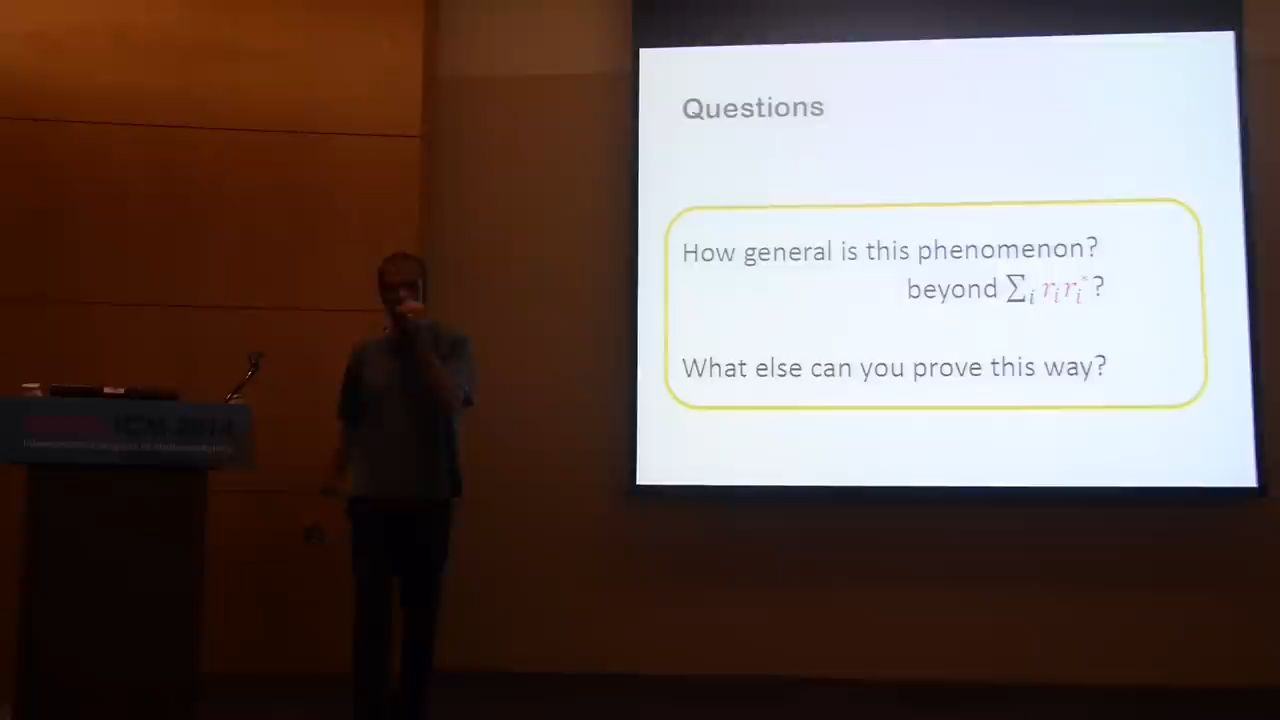 Questions
How general is this phenomenon?
beyond ∑ᵢ rᵢrᵢ*?
What else can you prove this way?
ICM 2014